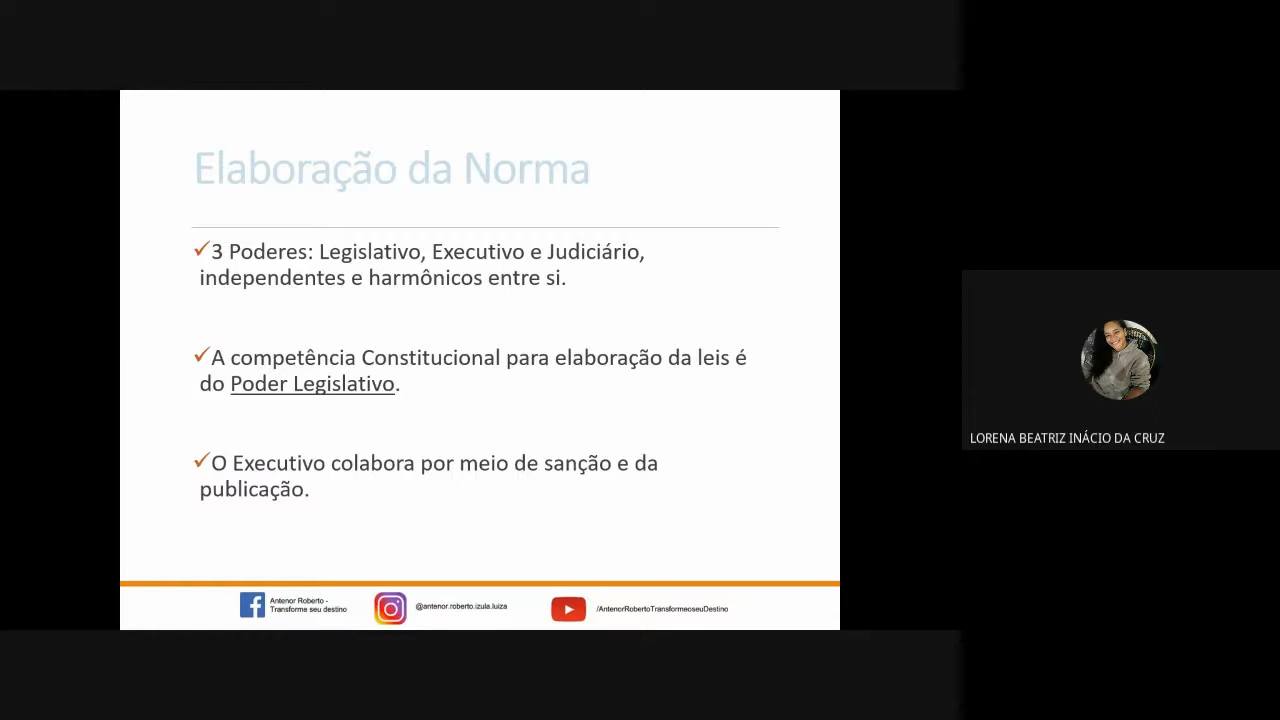 Elaboração da Norma
✓3 Poderes: Legislativo, Executivo e Judiciário,
independentes e harmônicos entre si.
✓A competência Constitucional para elaboração da leis é
do Poder Legislativo.
✓O Executivo colabora por meio de sanção e da
publicação.
Antenor Roberto -
Transforme seu destino
@antenor.roberto.izula.luiza
/AntenorRobertoTransformeoseuDestino
LORENA BEATRIZ INÁCIO DA CRUZ